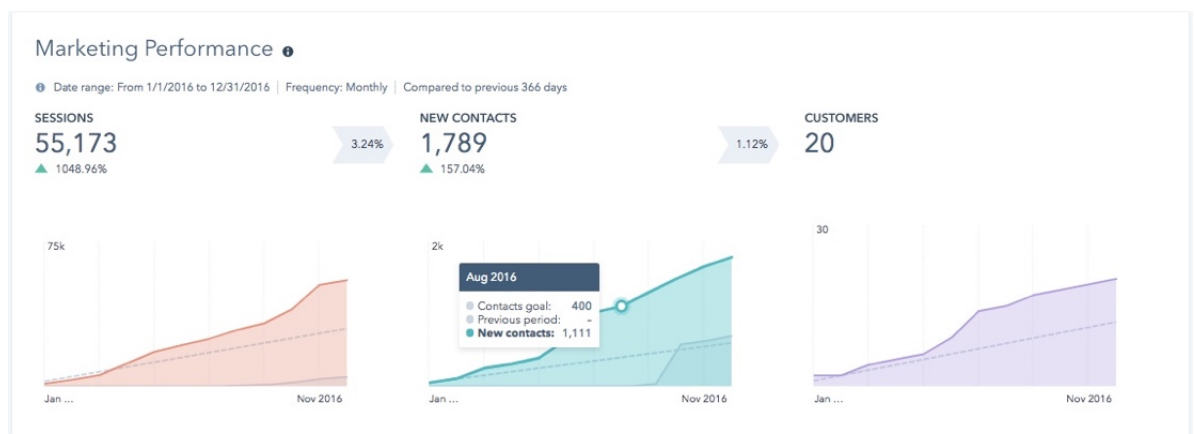 Marketing Performance
Date range: From 1/1/2016 to 12/31/2016 | Frequency: Monthly | Compared to previous 366 days
SESSIONS
55,173
1048.96%
3.24%
NEW CONTACTS
1,789
157.04%
1.12%
CUSTOMERS
20
75k
Jan ...
Nov 2016
2k
Aug 2016
Contacts goal: 400
Previous period: -
New contacts: 1,111
Jan ...
Nov 2016
30
Jan ...
Nov 2016